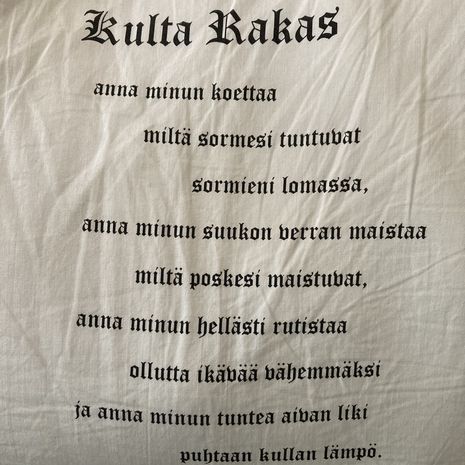 Kulta Rakas
anna minun koettaa
miltä sormesi tuntuvat
sormieni lomassa,
anna minun suukon verran maistaa
miltä poskesi maistuvat,
anna minun hellästi rutistaa
ollutta ikävää vähemmäksi
ja anna minun tuntea aivan liki
puhtaan kullan lämpö.